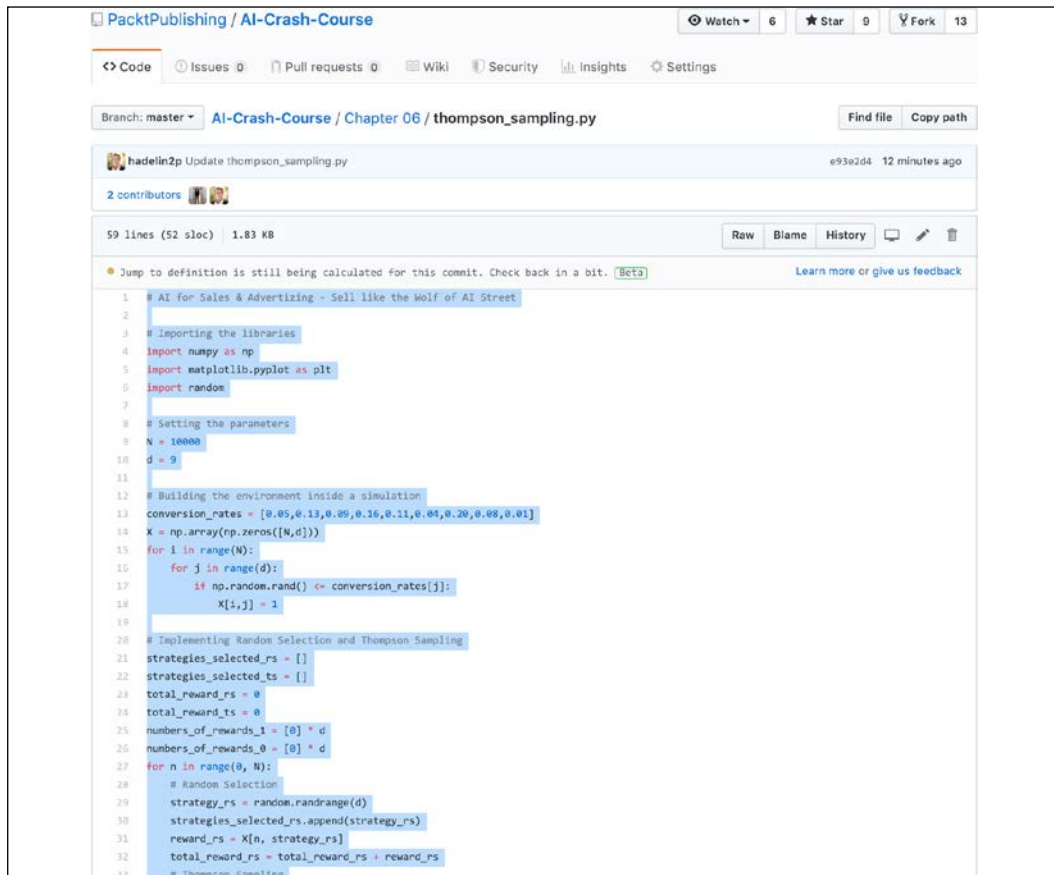 PacktPublishing / AI-Crash-Course
Watch 6 Star 9 Fork 13
<> Code Issues 0 Pull requests 0 Wiki Security Insights Settings
Branch: master AI-Crash-Course / Chapter 06 / thompson_sampling.py Find file Copy path
hadelin2p Update thompson_sampling.py e93e2d4 12 minutes ago
2 contributors
59 lines (52 sloc) 1.83 KB Raw Blame History
Jump to definition is still being calculated for this commit. Check back in a bit. Beta Learn more or give us feedback
1 # AI for Sales & Advertizing - Sell like the Wolf of AI Street
2
3 # Importing the libraries
4 import numpy as np
5 import matplotlib.pyplot as plt
6 import random
7
8 # Setting the parameters
9 N = 10000
10 d = 9
11
12 # Building the environment inside a simulation
13 conversion_rates = [0.05,0.13,0.09,0.16,0.11,0.04,0.20,0.08,0.01]
14 X = np.array(np.zeros([N,d]))
15 for i in range(N):
16 for j in range(d):
17 if np.random.rand() <= conversion_rates[j]:
18 X[i,j] = 1
19
20 # Implementing Random Selection and Thompson Sampling
21 strategies_selected_rs = []
22 strategies_selected_ts = []
23 total_reward_rs = 0
24 total_reward_ts = 0
25 numbers_of_rewards_1 = [0] * d
26 numbers_of_rewards_0 = [0] * d
27 for n in range(0, N):
28 # Random Selection
29 strategy_rs = random.randrange(d)
30 strategies_selected_rs.append(strategy_rs)
31 reward_rs = X[n, strategy_rs]
32 total_reward_rs = total_reward_rs + reward_rs
33 # Thompson Sampling